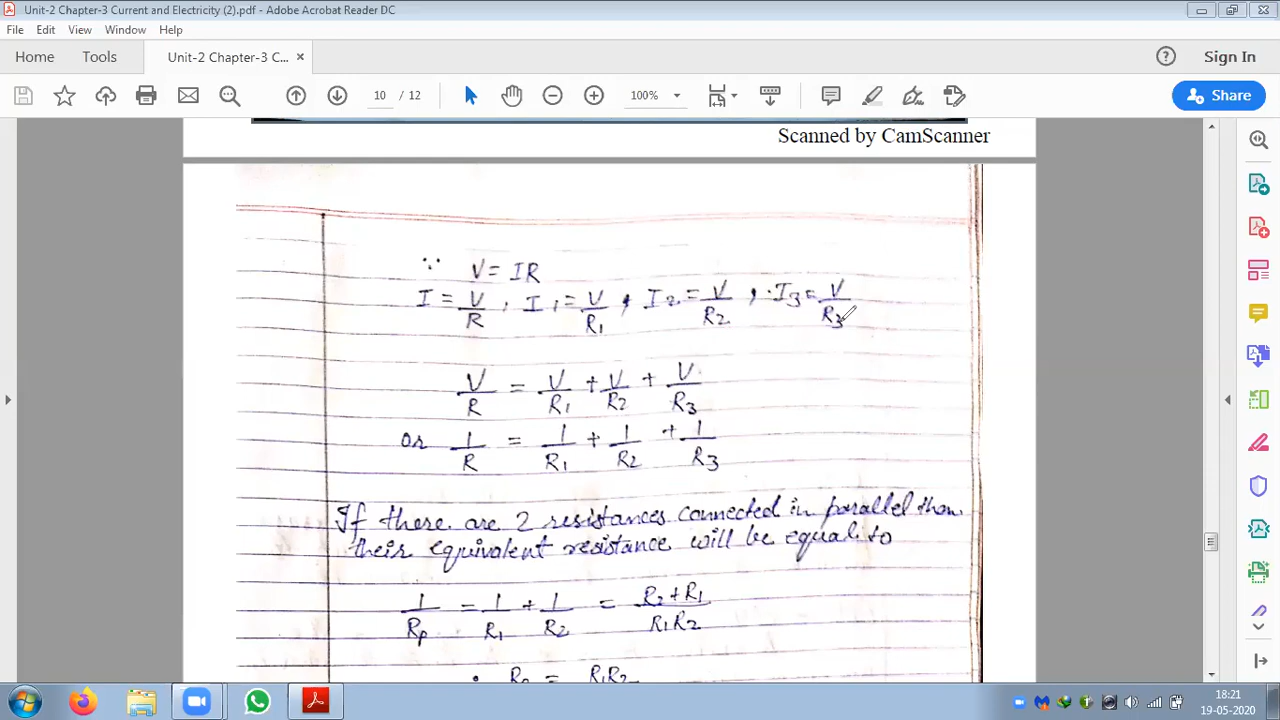 Unit-2 Chapter-3 Current and Electricity (2).pdf - Adobe Acrobat Reader DC
File Edit View Window Help
Home Tools Unit-2 Chapter-3 C... × Sign In
10 / 12 100% Share
Scanned by CamScanner
∵ V = IR
I = V/R , I1 = V/R1 , I2 = V/R2 , I3 = V/R3
V/R = V/R1 + V/R2 + V/R3
or 1/R = 1/R1 + 1/R2 + 1/R3
If there are 2 resistances connected in parallel than
their equivalent resistance will be equal to
1/Rp = 1/R1 + 1/R2 = R2+R1/R1R2
= R1R2
18:21
19-05-2020